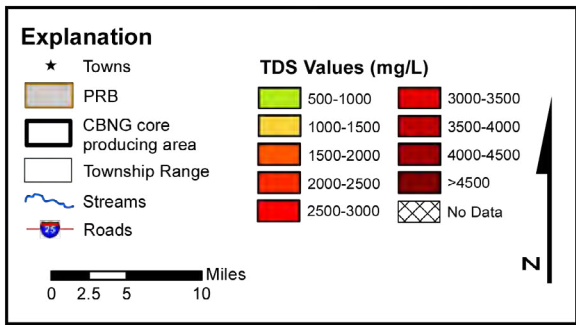 Explanation
Towns
PRB
CBNG core
producing area
Township Range
Streams
25
Roads
Miles
0 2.5 5 10
TDS Values (mg/L)
500-1000
1000-1500
1500-2000
2000-2500
2500-3000
3000-3500
3500-4000
4000-4500
>4500
No Data
N